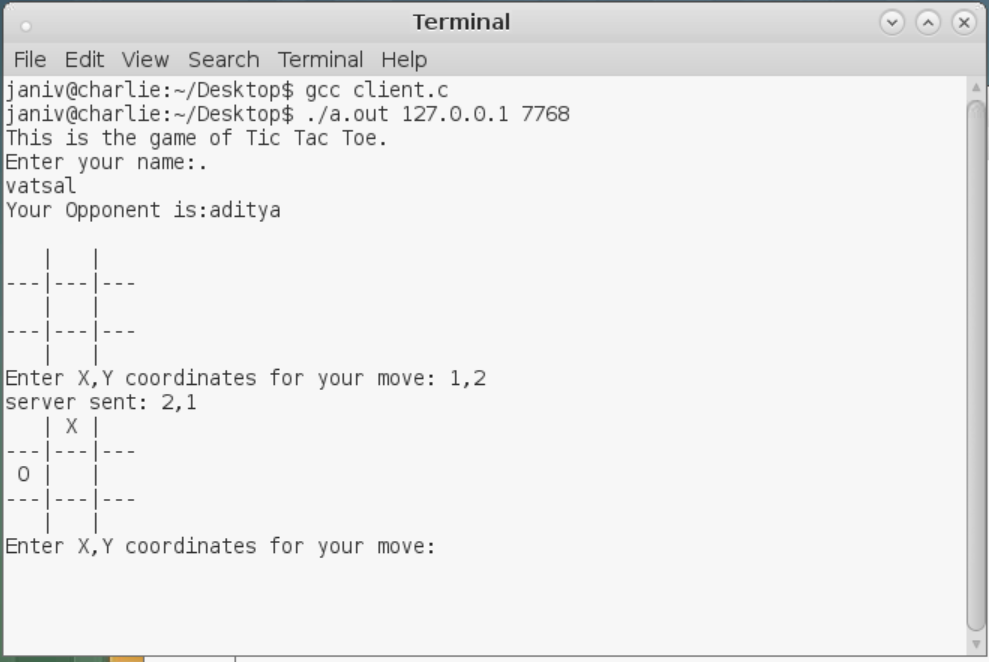 Terminal
File Edit View Search Terminal Help
janiv@charlie:~/Desktop$ gcc client.c
janiv@charlie:~/Desktop$ ./a.out 127.0.0.1 7768
This is the game of Tic Tac Toe.
Enter your name:.
vatsal
Your Opponent is:aditya

   |   |
---|---|---
   |   |
---|---|---
   |   |
Enter X,Y coordinates for your move: 1,2
server sent: 2,1
   | X |
---|---|---
 O |   |
---|---|---
   |   |
Enter X,Y coordinates for your move: